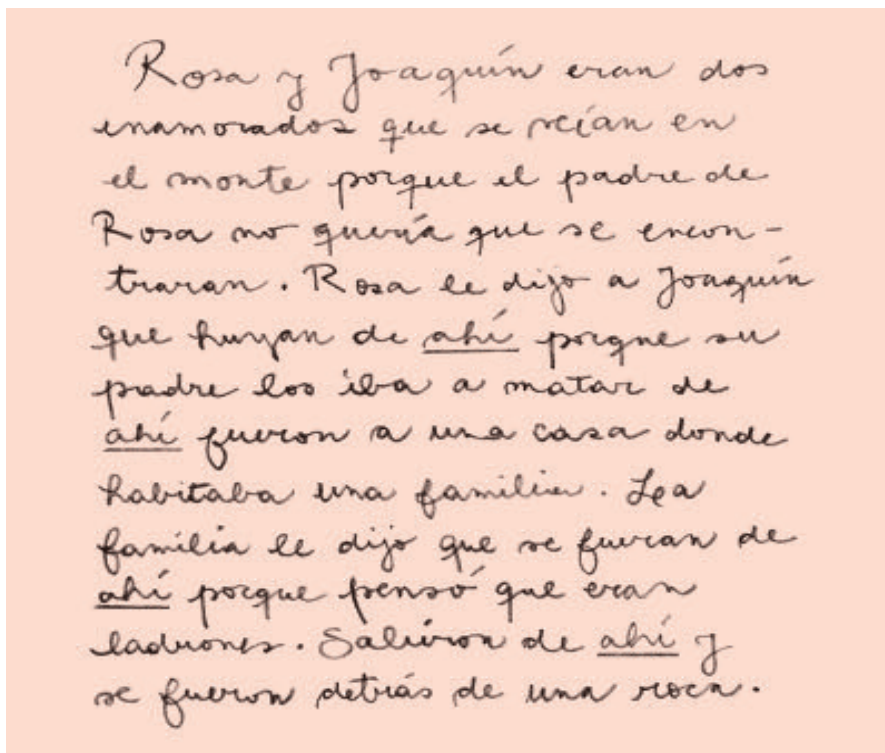 Rosa y Joaquín eran dos
enamorados que se veían en
el monte porque el padre de
Rosa no quería que se encon-
traran. Rosa le dijo a Joaquín
que huyan de ahí porque su
padre los iba a matar de
ahí fueron a una casa donde
habitaba una familia. La
familia le dijo que se fueran de
ahí porque pensó que eran
ladrones. Salieron de ahí y
se fueron detrás de una roca.